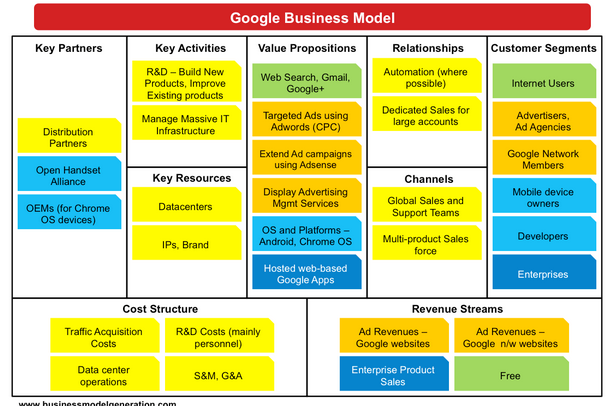 Google Business Model
Key Partners
Distribution
Partners
Open Handset
Alliance
OEMs (for Chrome
OS devices)
Key Activities
R&D – Build New
Products, Improve
Existing products
Manage Massive IT
Infrastructure
Key Resources
Datacenters
IPs, Brand
Value Propositions
Web Search, Gmail,
Google+
Targeted Ads using
Adwords (CPC)
Extend Ad campaigns
using Adsense
Display Advertising
Mgmt Services
OS and Platforms –
Android, Chrome OS
Hosted web-based
Google Apps
Relationships
Automation (where
possible)
Dedicated Sales for
large accounts
Channels
Global Sales and
Support Teams
Multi-product Sales
force
Customer Segments
Internet Users
Advertisers,
Ad Agencies
Google Network
Members
Mobile device
owners
Developers
Enterprises
Cost Structure
Traffic Acquisition
Costs
R&D Costs (mainly
personnel)
Data center
operations
S&M, G&A
Revenue Streams
Ad Revenues –
Google websites
Ad Revenues –
Google n/w websites
Enterprise Product
Sales
Free
www.businessmodelgeneration.com